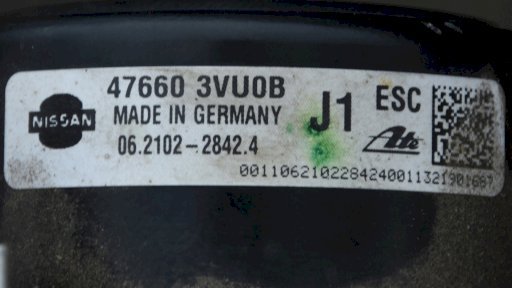 NISSAN
47660 3VU0B
MADE IN GERMANY
06.2102-2842.4
J1
ESC
Ate
0011062102284240011321901687